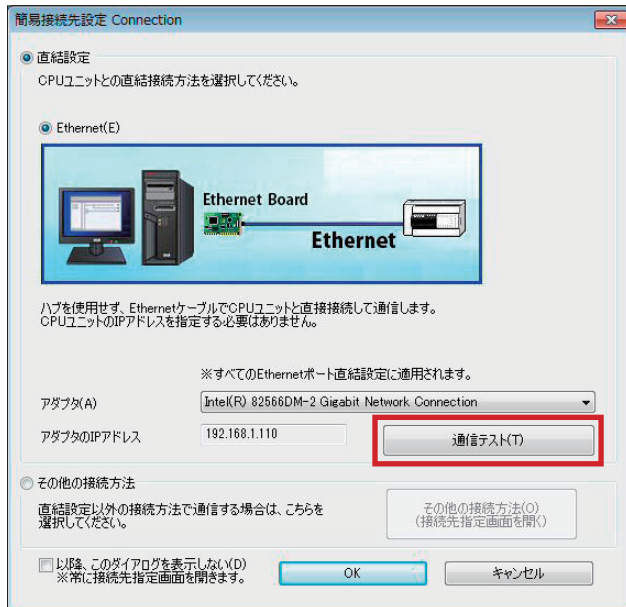 簡易接続先設定 Connection
直結設定
CPUユニットとの直結接続方法を選択してください。
Ethernet(E)
Ethernet Board
Ethernet
ハブを使用せず、EthernetケーブルでCPUユニットと直接接続して通信します。
CPUユニットのIPアドレスを指定する必要はありません。
※すべてのEthernetポート直結設定に適用されます。
アダプタ(A)
Intel(R) 82566DM-2 Gigabit Network Connection
アダプタのIPアドレス
192.168.1.110
通信テスト(T)
その他の接続方法
直結設定以外の接続方法で通信する場合は、こちらを
選択してください。
その他の接続方法(O)
(接続先指定画面を開く)
以降、このダイアログを表示しない(D)
※常に接続先指定画面を開きます。
OK
キャンセル